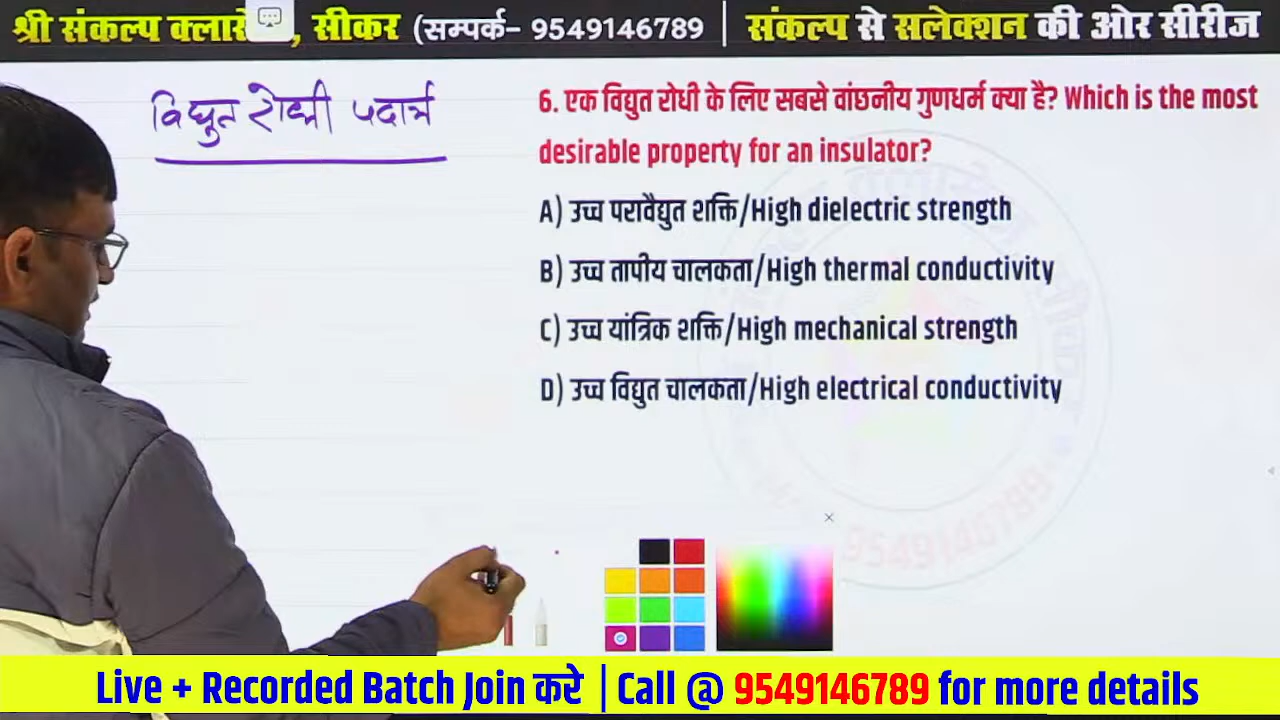 श्री संकल्प क्लासेज, सीकर (सम्पर्क– 9549146789 | संकल्प से सलेक्शन की ओर सीरीज
विद्युत रोधी पदार्थ
6. एक विद्युत रोधी के लिए सबसे वांछनीय गुणधर्म क्या है? Which is the most
desirable property for an insulator?
A) उच्च परावैद्युत शक्ति/High dielectric strength
B) उच्च तापीय चालकता/High thermal conductivity
C) उच्च यांत्रिक शक्ति/High mechanical strength
D) उच्च विद्युत चालकता/High electrical conductivity
9549146789
Live + Recorded Batch Join करे | Call @ 9549146789 for more details